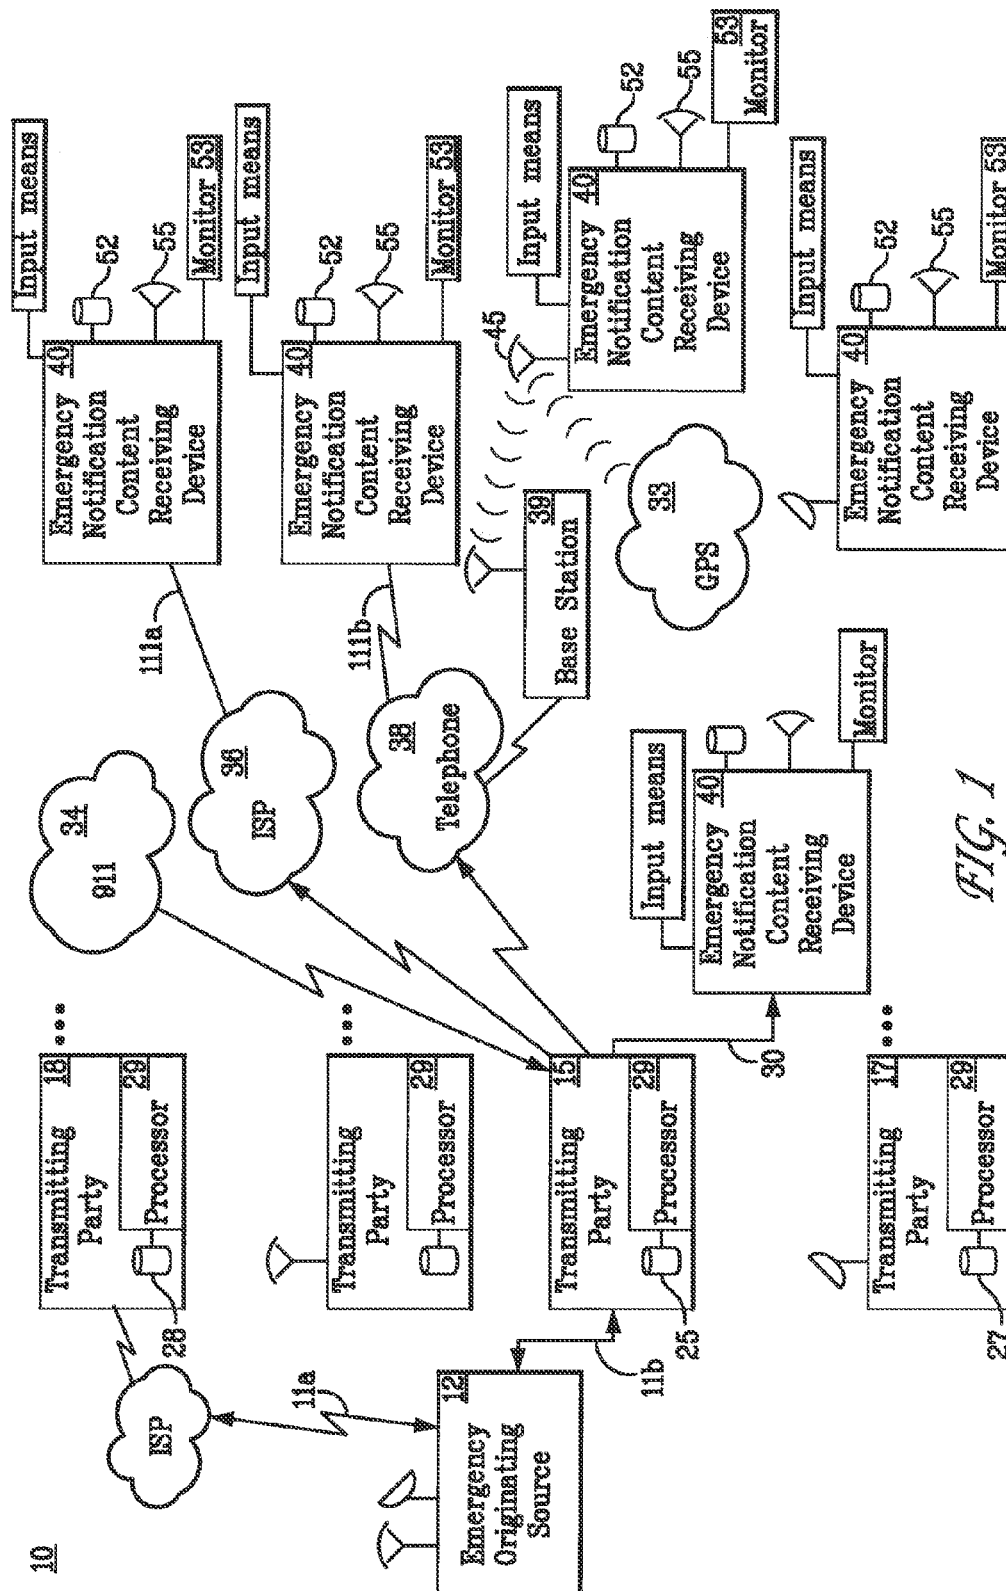 10
Emergency
Originating
Source
12
ISP
11a
11b
Transmitting
Party
18
Processor
29
28
Transmitting
Party
Processor
29
Transmitting
Party
15
Processor
29
25
Transmitting
Party
17
Processor
29
27
34
911
36
ISP
38
Telephone
Base Station
39
33
GPS
30
111a
111b
Input means
Emergency
Notification
Content
Receiving
Device
40
52
55
Monitor 53
Input means
Emergency
Notification
Content
Receiving
Device
40
52
55
Monitor 53
45
Input means
Emergency
Notification
Content
Receiving
Device
40
52
55
53
Monitor
Input means
Emergency
Notification
Content
Receiving
Device
40
52
55
Monitor 53
Input means
Emergency
Notification
Content
Receiving
Device
40
Monitor
FIG. 1